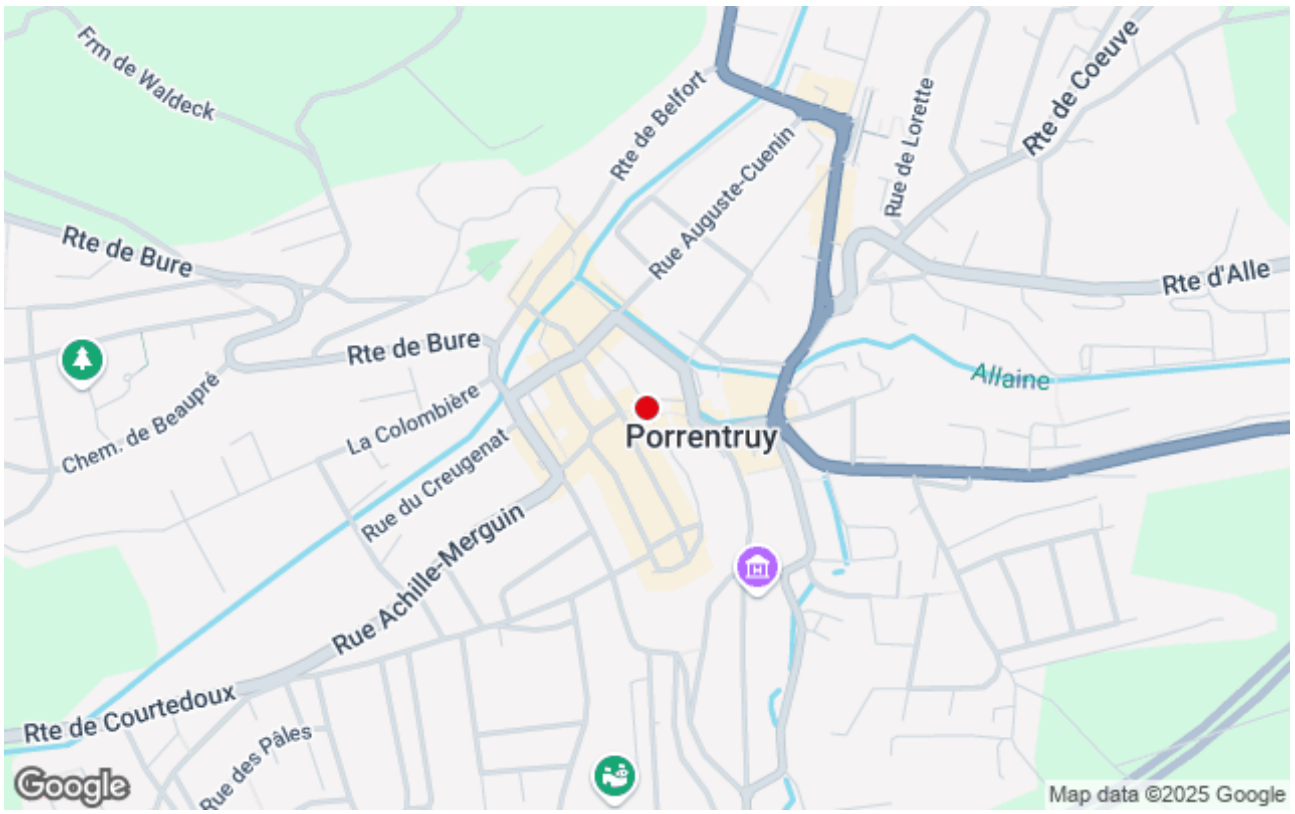 Frm de Waldeck
Rte de Belfort
Rue Auguste-Cuenin
Rue de Lorette
Rte de Coeuve
Rte de Bure
Rte d'Alle
Rte de Bure
Allaine
Chem. de Beaupré
La Colombière
Porrentruy
Rue du Creugenat
Rue Achille-Merguin
H
Rte de Courtedoux
Rue des Pâles
Google
Map data ©2025 Google